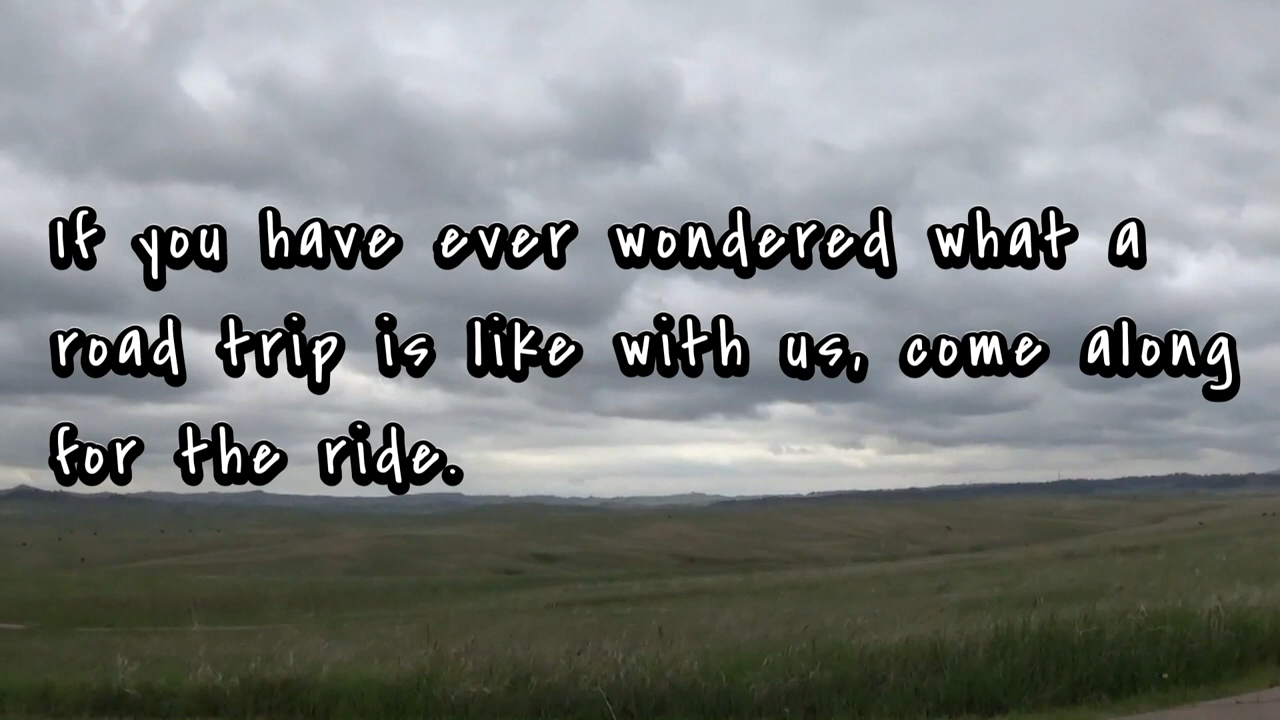 If you have ever wondered what a
road trip is like with us, come along
for the ride.